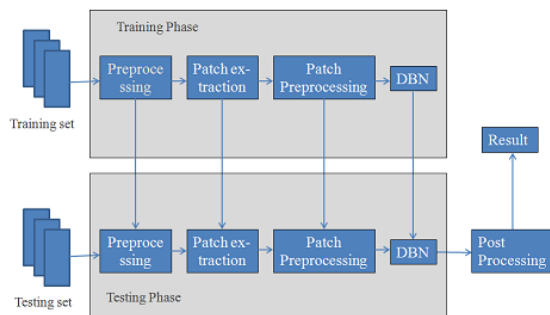 Training Phase
Preproce
ssing
Patch ex-
traction
Patch
Preprocessing
DBN
Training set
Result
Preproce
ssing
Patch ex-
traction
Patch
Preprocessing
DBN
Post
Processing
Testing set
Testing Phase